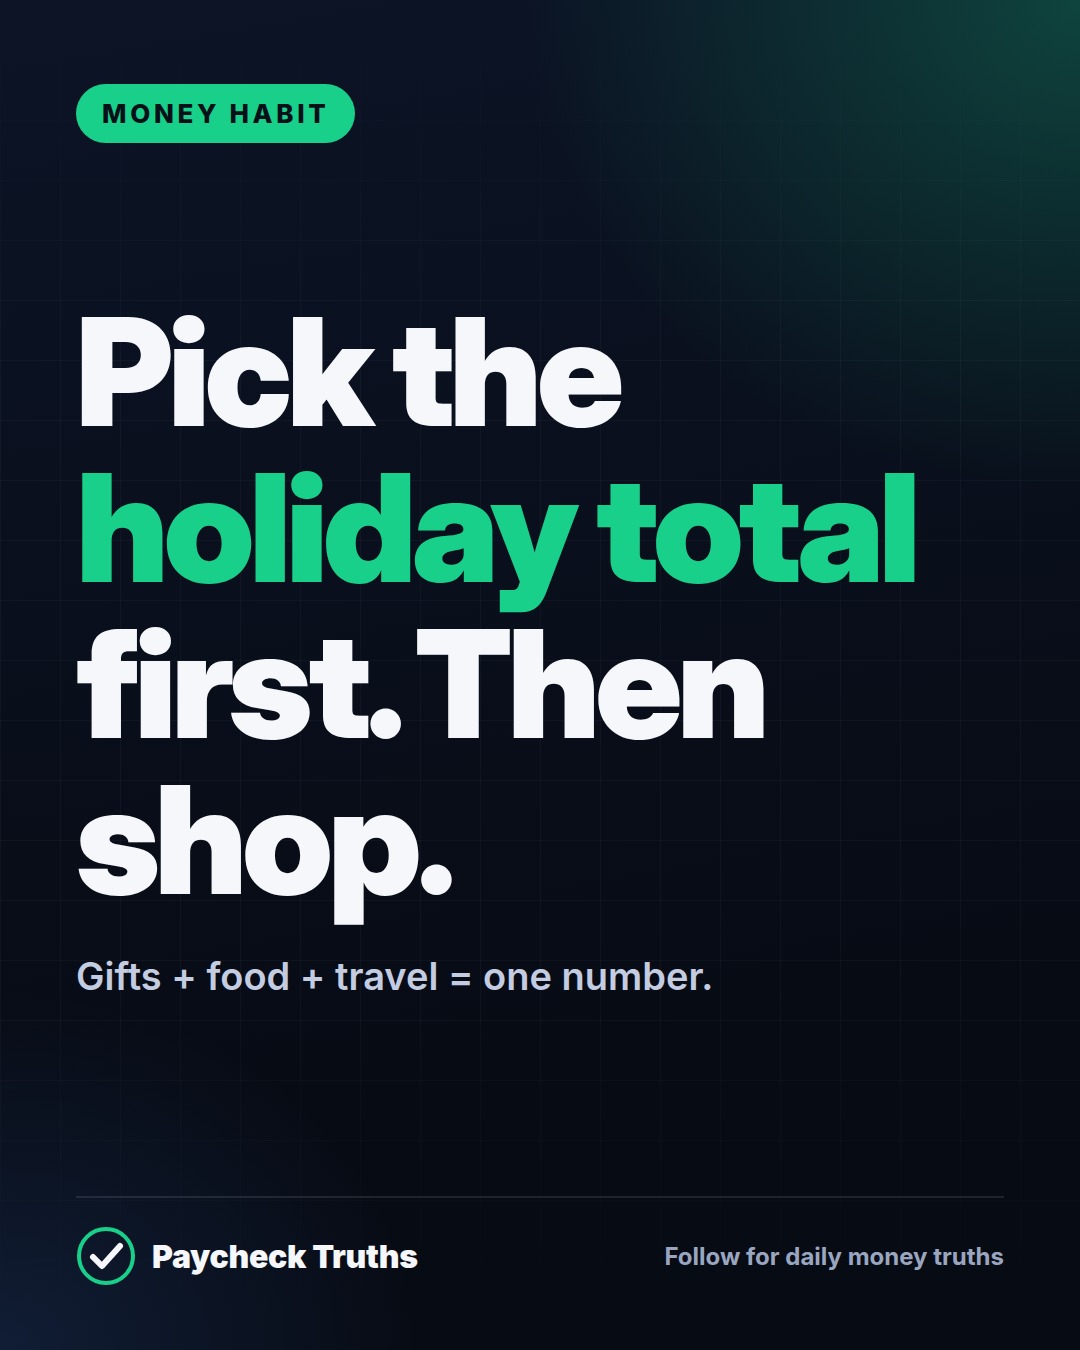 MONEY HABIT
Pick the
holiday total
first. Then
shop.
Gifts + food + travel = one number.
Paycheck Truths
Follow for daily money truths